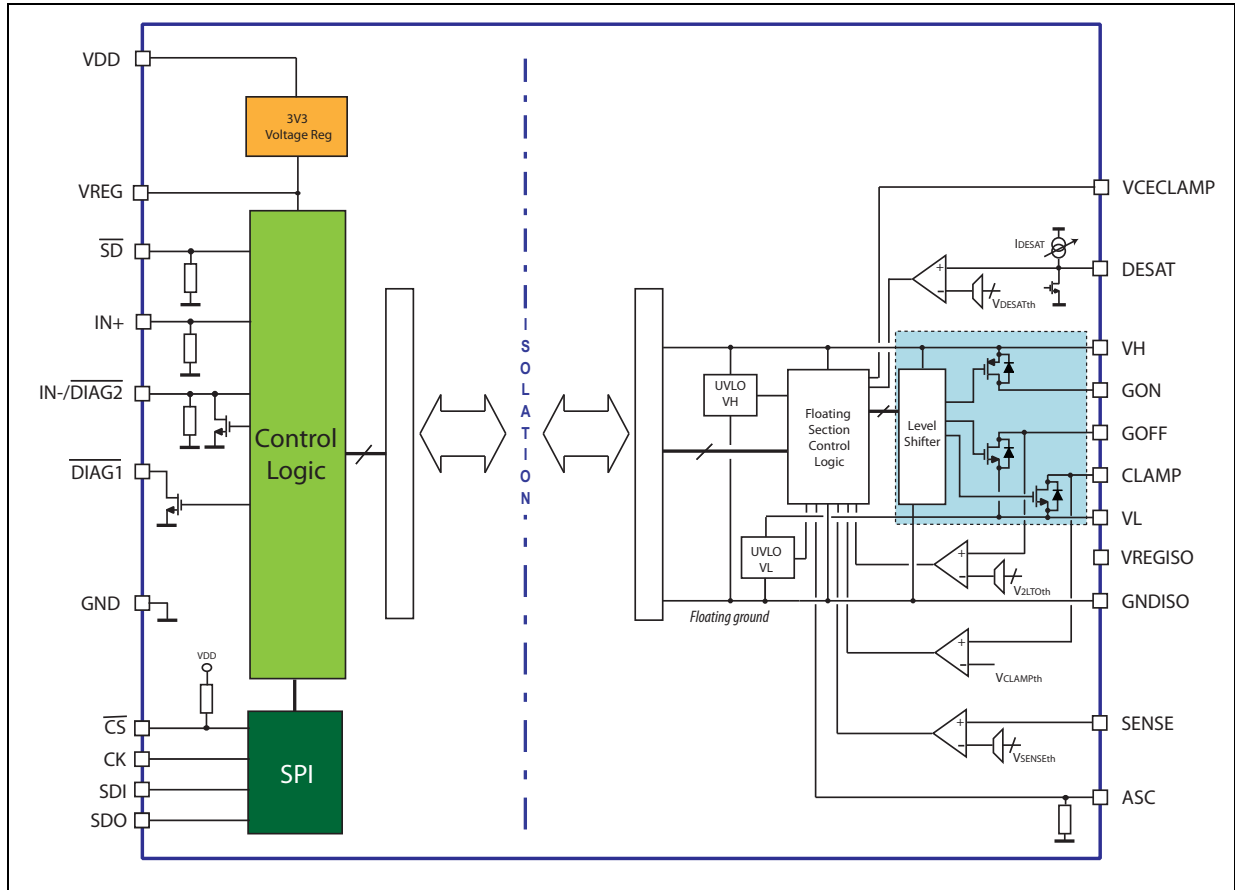 VDD
3V3
Voltage Reg
VREG
SD
IN+
IN-/DIAG2
DIAG1
Control
Logic
GND
VDD
CS
CK
SDI
SDO
SPI
ISOLATION
VCECLAMP
IDESAT
DESAT
VDESATth
VH
UVLO
VH
GON
Floating
Section
Control
Logic
Level
Shifter
GOFF
CLAMP
VL
UVLO
VL
VREGISO
V2LTOth
GNDISO
Floating ground
VCLAMPth
SENSE
VSENSEth
ASC
+
−
+
−
+
−
+
−